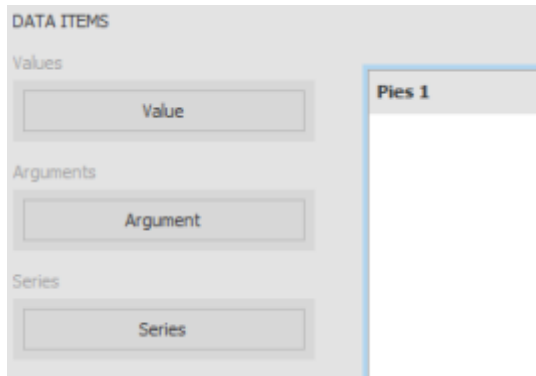 DATA ITEMS
Values
Value
Arguments
Argument
Series
Series
Pies 1